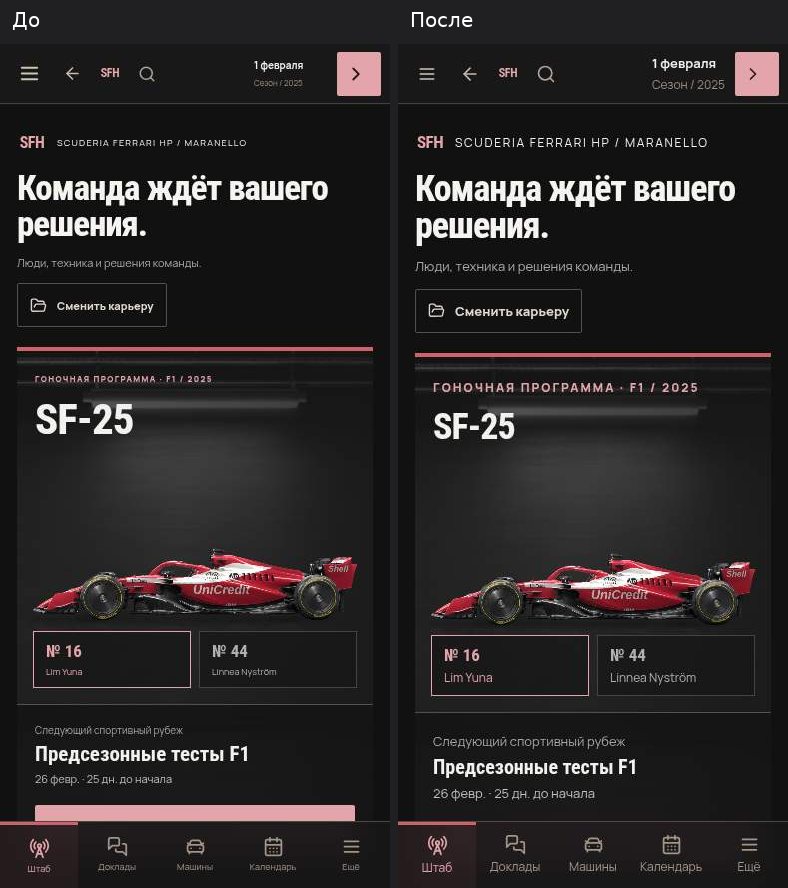 До
SFH
1 февраля
Сезон / 2025
SFH SCUDERIA FERRARI HP / MARANELLO
Команда ждёт вашего
решения.
Люди, техника и решения команды.
Сменить карьеру
ГОНОЧНАЯ ПРОГРАММА · F1 / 2025
SF-25
Shell
UniCredit
№ 16
Lim Yuna
№ 44
Linnea Nyström
Следующий спортивный рубеж
Предсезонные тесты F1
26 февр. · 25 дн. до начала
Штаб
Доклады
Машины
Календарь
Ещё
После
SFH
1 февраля
Сезон / 2025
SFH SCUDERIA FERRARI HP / MARANELLO
Команда ждёт вашего
решения.
Люди, техника и решения команды.
Сменить карьеру
ГОНОЧНАЯ ПРОГРАММА · F1 / 2025
SF-25
Shell
UniCredit
№ 16
Lim Yuna
№ 44
Linnea Nyström
Следующий спортивный рубеж
Предсезонные тесты F1
26 февр. · 25 дн. до начала
Штаб
Доклады
Машины
Календарь
Ещё